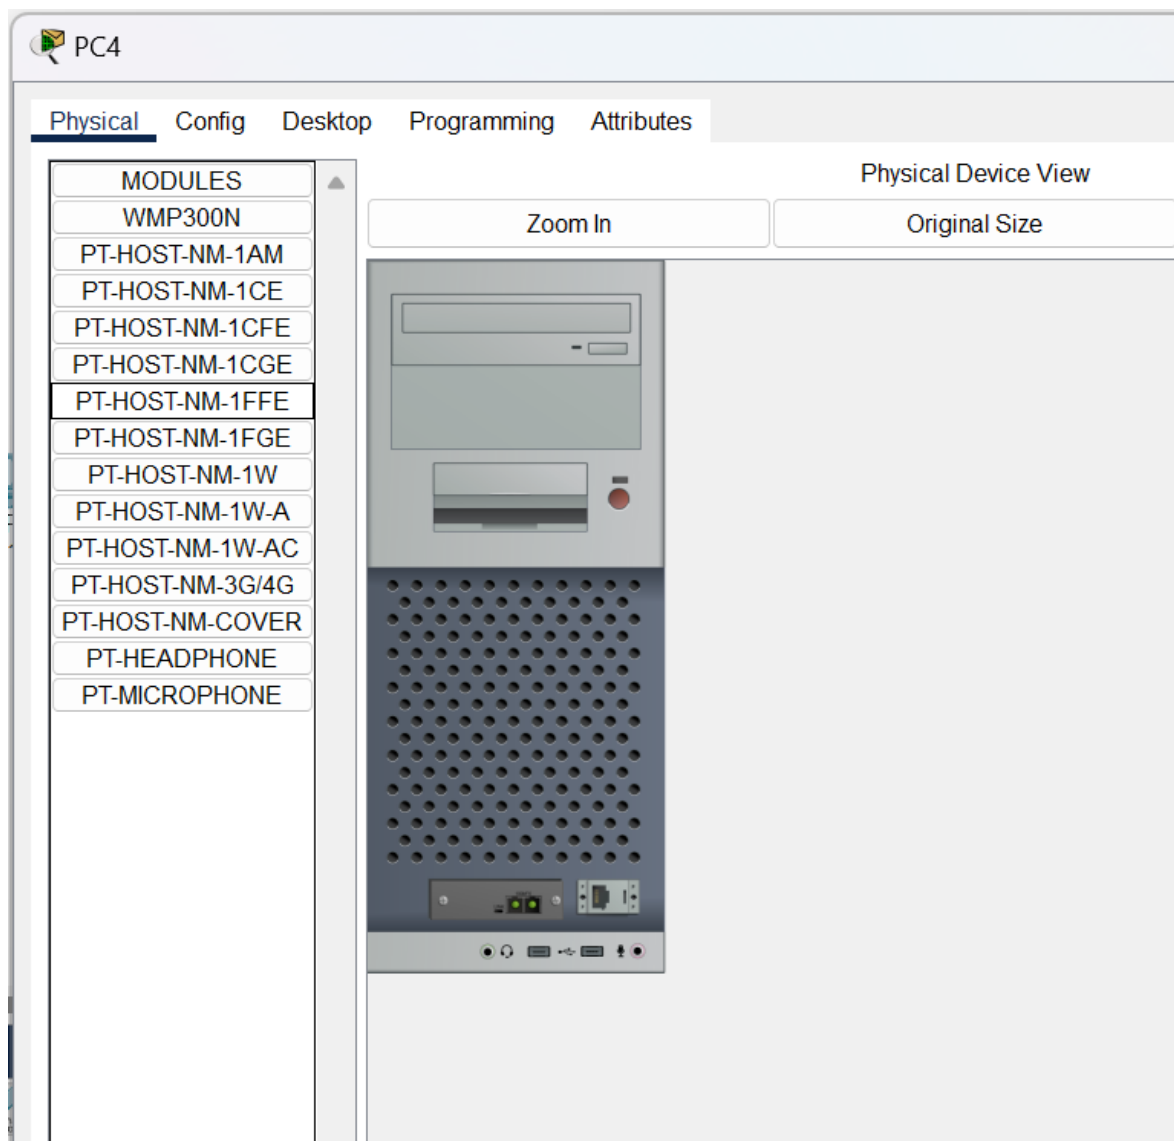 PC4
Physical Config Desktop Programming Attributes
MODULES
WMP300N
PT-HOST-NM-1AM
PT-HOST-NM-1CE
PT-HOST-NM-1CFE
PT-HOST-NM-1CGE
PT-HOST-NM-1FFE
PT-HOST-NM-1FGE
PT-HOST-NM-1W
PT-HOST-NM-1W-A
PT-HOST-NM-1W-AC
PT-HOST-NM-3G/4G
PT-HOST-NM-COVER
PT-HEADPHONE
PT-MICROPHONE
Physical Device View
Zoom In Original Size